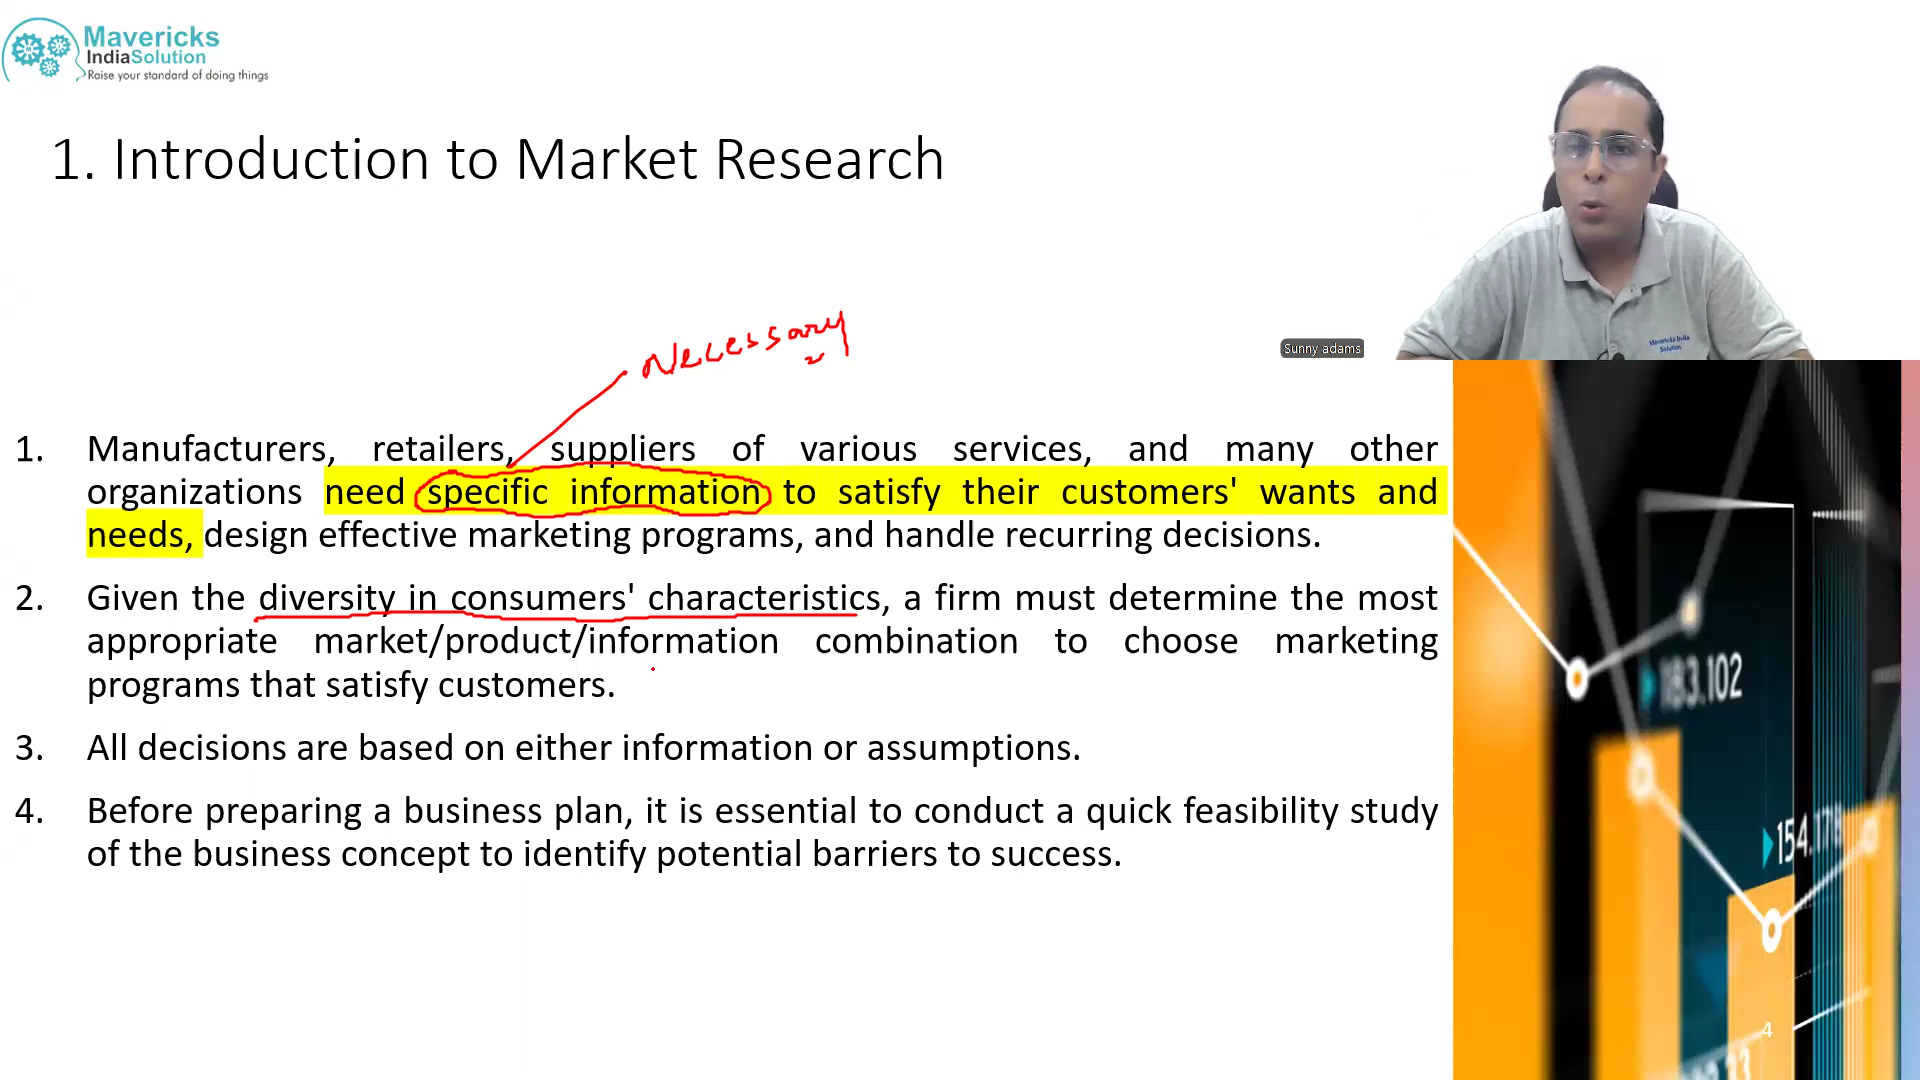 Mavericks
IndiaSolution
Raise your standard of doing things
1. Introduction to Market Research
Sunny adams
Mavericks India
Solution
Necessary
1. Manufacturers, retailers, suppliers of various services, and many other
organizations need specific information to satisfy their customers' wants and
needs, design effective marketing programs, and handle recurring decisions.
2. Given the diversity in consumers' characteristics, a firm must determine the most
appropriate market/product/information combination to choose marketing
programs that satisfy customers.
3. All decisions are based on either information or assumptions.
4. Before preparing a business plan, it is essential to conduct a quick feasibility study
of the business concept to identify potential barriers to success.
183.102
154.178
4